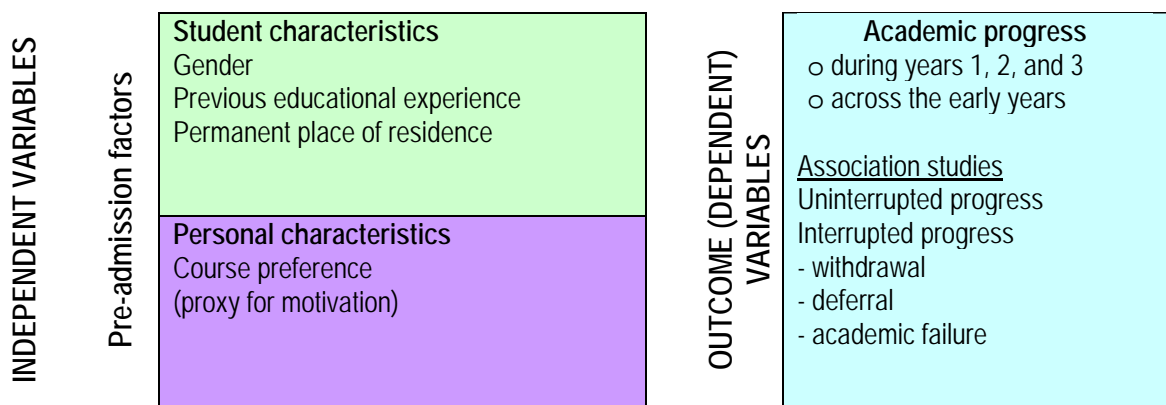 INDEPENDENT VARIABLES
Pre-admission factors
Student characteristics
Gender
Previous educational experience
Permanent place of residence
Personal characteristics
Course preference
(proxy for motivation)
OUTCOME (DEPENDENT)
VARIABLES
Academic progress
o during years 1, 2, and 3
o across the early years
Association studies
Uninterrupted progress
Interrupted progress
- withdrawal
- deferral
- academic failure